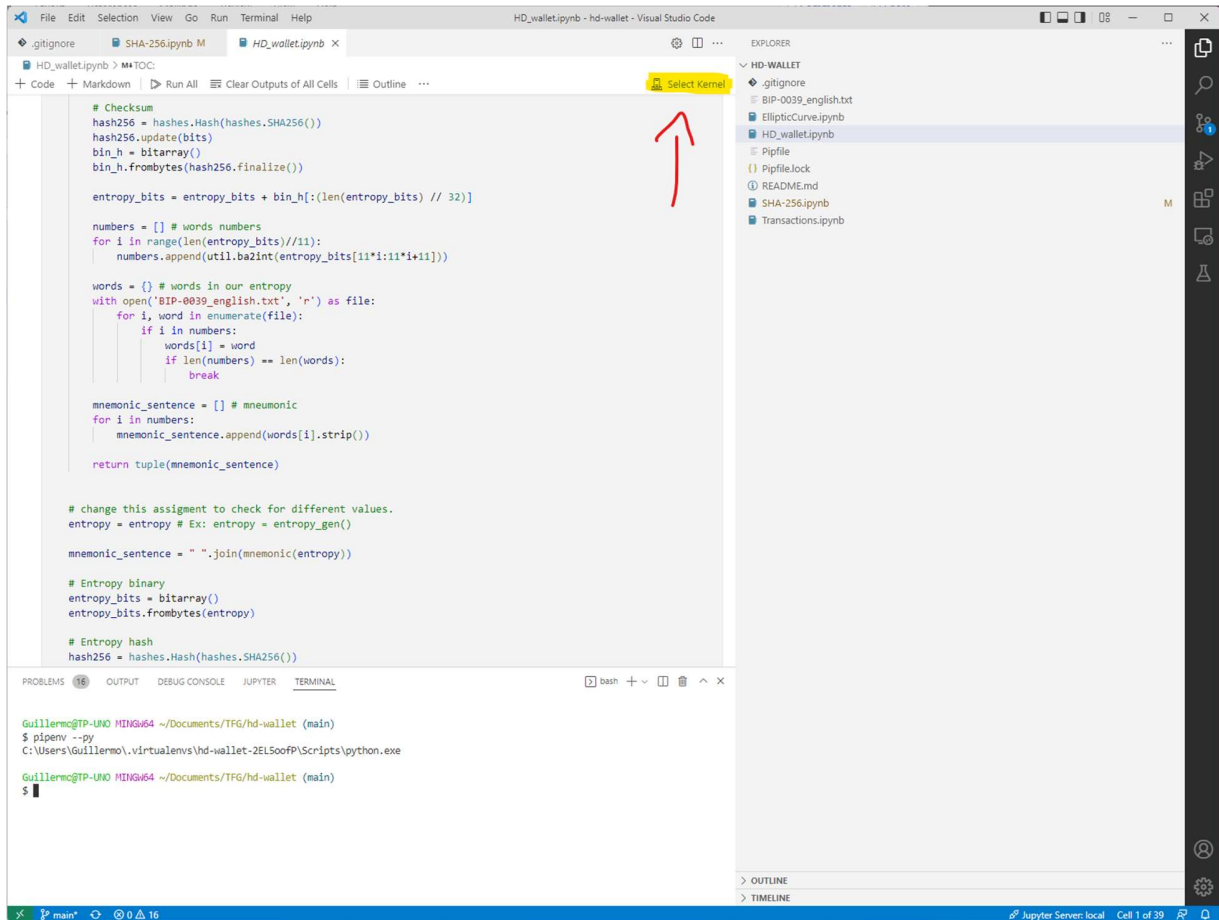 File Edit Selection View Go Run Terminal Help
HD_wallet.ipynb - hd-wallet - Visual Studio Code
.gitignore
SHA-256.ipynb M
HD_wallet.ipynb
HD_wallet.ipynb > M↓TOC:
+ Code + Markdown Run All Clear Outputs of All Cells Outline ...
Select Kernel
# Checksum
hash256 = hashes.Hash(hashes.SHA256())
hash256.update(bits)
bin_h = bitarray()
bin_h.frombytes(hash256.finalize())
entropy_bits = entropy_bits + bin_h[:(len(entropy_bits) // 32)]
numbers = [] # words numbers
for i in range(len(entropy_bits)//11):
numbers.append(util.ba2int(entropy_bits[11*i:11*i+11]))
words = {} # words in our entropy
with open('BIP-0039_english.txt', 'r') as file:
for i, word in enumerate(file):
if i in numbers:
words[i] = word
if len(numbers) == len(words):
break
mnemonic_sentence = [] # mneumonic
for i in numbers:
mnemonic_sentence.append(words[i].strip())
return tuple(mnemonic_sentence)
# change this assigment to check for different values.
entropy = entropy # Ex: entropy = entropy_gen()
mnemonic_sentence = " ".join(mnemonic(entropy))
# Entropy binary
entropy_bits = bitarray()
entropy_bits.frombytes(entropy)
# Entropy hash
hash256 = hashes.Hash(hashes.SHA256())
PROBLEMS 16 OUTPUT DEBUG CONSOLE JUPYTER TERMINAL
bash
Guillermo@TP-UNO MINGW64 ~/Documents/TFG/hd-wallet (main)
$ pipenv --py
C:\Users\Guillermo\.virtualenvs\hd-wallet-2EL5oofP\Scripts\python.exe
Guillermo@TP-UNO MINGW64 ~/Documents/TFG/hd-wallet (main)
$
EXPLORER
HD-WALLET
.gitignore
BIP-0039_english.txt
EllipticCurve.ipynb
HD_wallet.ipynb
Pipfile
{} Pipfile.lock
README.md
SHA-256.ipynb M
Transactions.ipynb
1
> OUTLINE
> TIMELINE
main* 0 16
Jupyter Server: local Cell 1 of 39